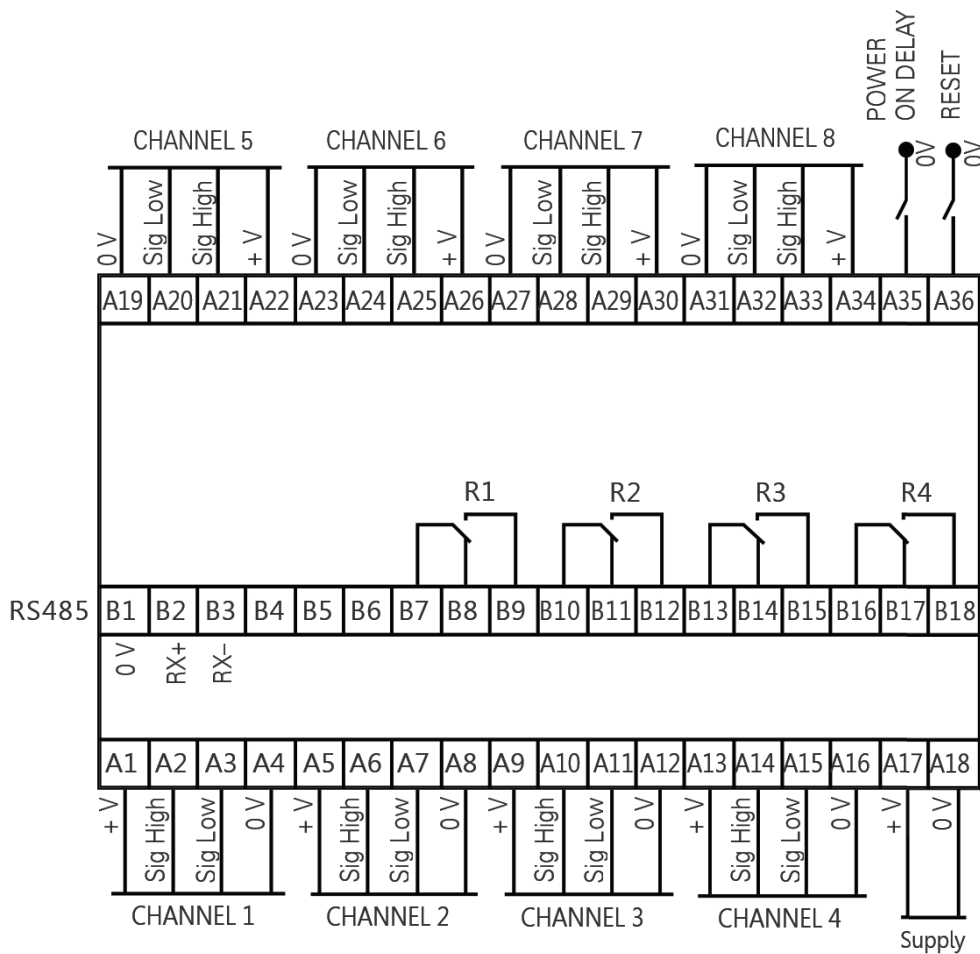 POWER
ON DELAY
RESET
0V
0V
CHANNEL 5
CHANNEL 6
CHANNEL 7
CHANNEL 8
0 V
Sig Low
Sig High
+ V
0 V
Sig Low
Sig High
+ V
0 V
Sig Low
Sig High
+ V
0 V
Sig Low
Sig High
+ V
A19 A20 A21 A22 A23 A24 A25 A26 A27 A28 A29 A30 A31 A32 A33 A34 A35 A36
R1 R2 R3 R4
RS485 B1 B2 B3 B4 B5 B6 B7 B8 B9 B10 B11 B12 B13 B14 B15 B16 B17 B18
0 V
RX+
RX–
A1 A2 A3 A4 A5 A6 A7 A8 A9 A10 A11 A12 A13 A14 A15 A16 A17 A18
+ V
Sig High
Sig Low
0 V
+ V
Sig High
Sig Low
0 V
+ V
Sig High
Sig Low
0 V
+ V
Sig High
Sig Low
0 V
+ V
0 V
CHANNEL 1
CHANNEL 2
CHANNEL 3
CHANNEL 4
Supply